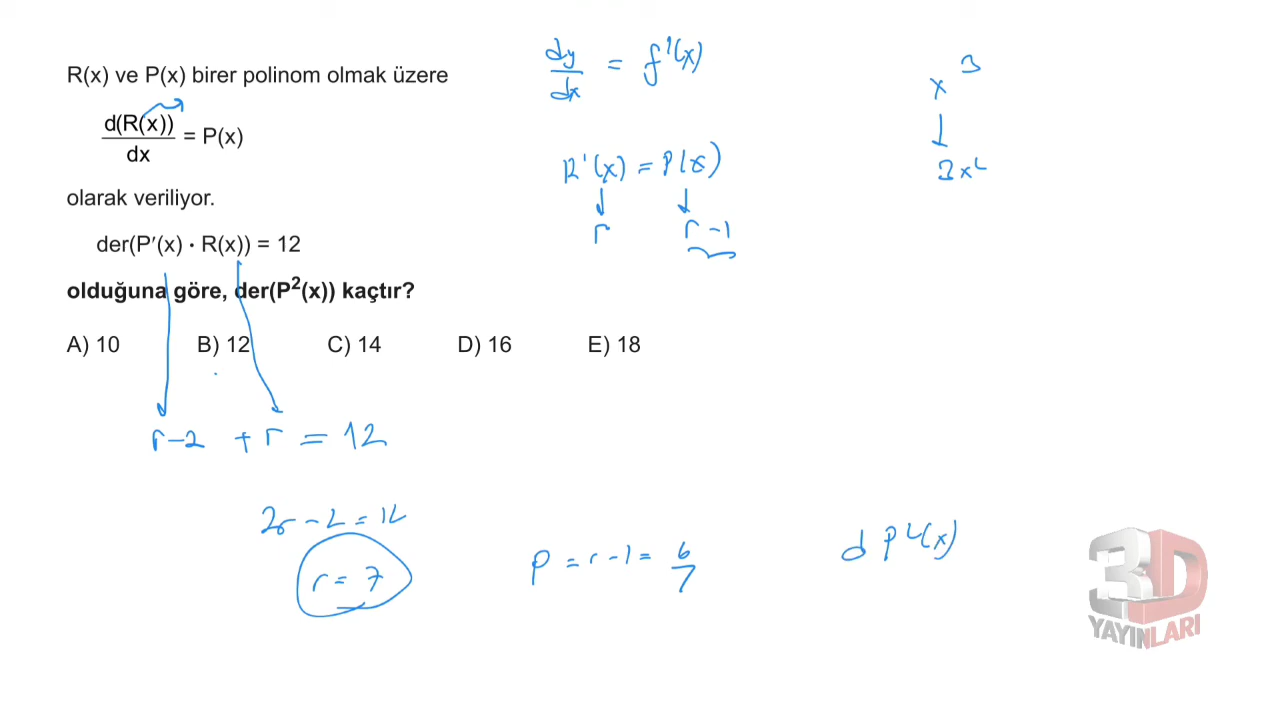 R(x) ve P(x) birer polinom olmak üzere
d(R(x))
dx
= P(x)
olarak veriliyor.
der(P′(x) · R(x)) = 12
olduğuna göre, der(P²(x)) kaçtır?
A) 10 B) 12 C) 14 D) 16 E) 18
dy
dx
= f'(x)
R'(x) = P(x)
r r-1
x³
3x²
r-2 + r = 12
2r - 2 = 12
r = 7
p = r - 1 = 6
7
d P²(x)
3D
YAYINLARI